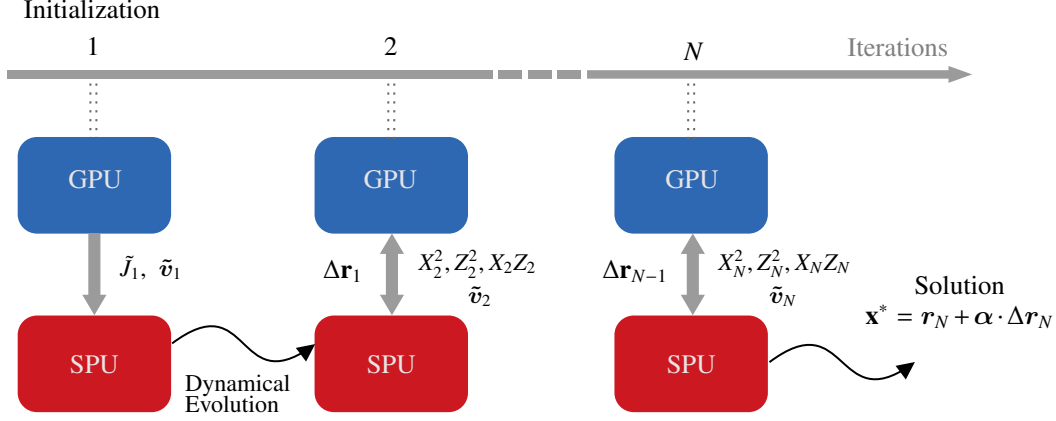 Initialization
1 2 N Iterations
GPU GPU GPU
J̃₁, ṽ₁ Δr₁ X₂², Z₂², X₂Z₂ Δr_{N−1} X_N², Z_N², X_N Z_N
ṽ₂ ṽ_N
Solution
x* = r_N + α · Δr_N
SPU SPU SPU
Dynamical
Evolution